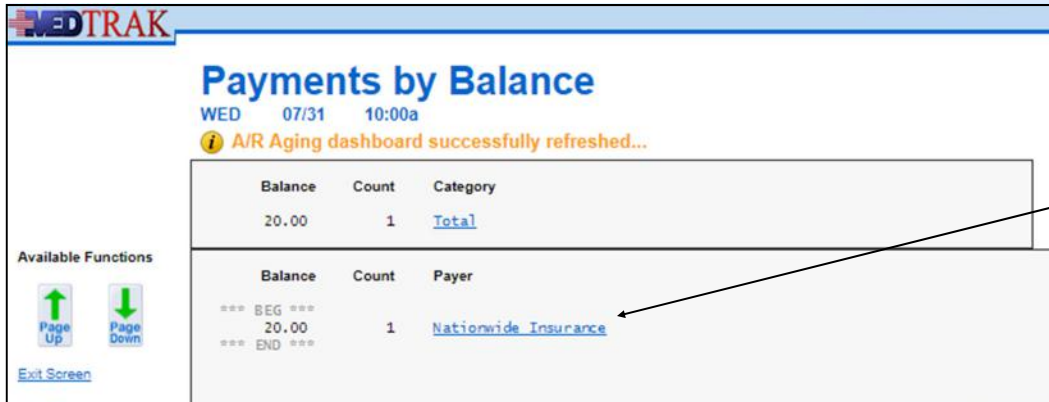 MEDTRAK
Payments by Balance
WED 07/31 10:00a
i A/R Aging dashboard successfully refreshed...
Balance Count Category
20.00 1 Total
Available Functions
Page Up Page Down
Exit Screen
Balance Count Payer
*** BEG ***
20.00 1 Nationwide Insurance
*** END ***